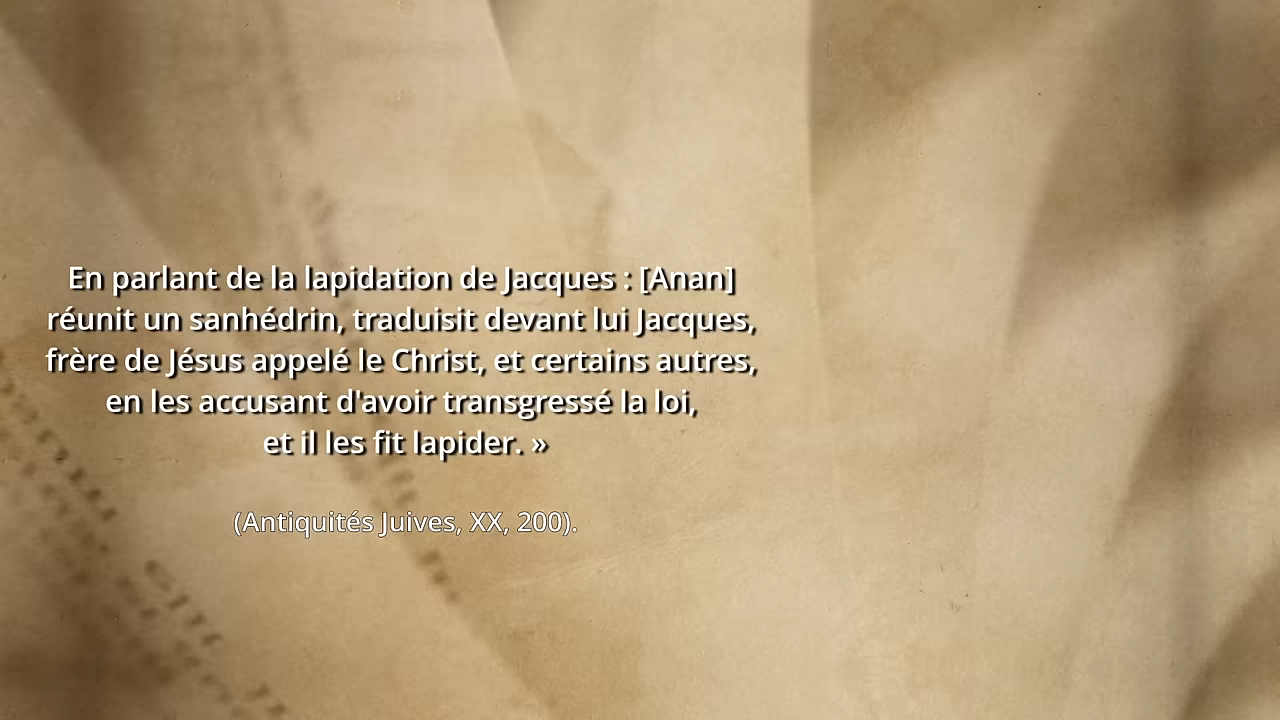 En parlant de la lapidation de Jacques : [Anan]
réunit un sanhédrin, traduisit devant lui Jacques,
frère de Jésus appelé le Christ, et certains autres,
en les accusant d'avoir transgressé la loi,
et il les fit lapider. »
(Antiquités Juives, XX, 200).